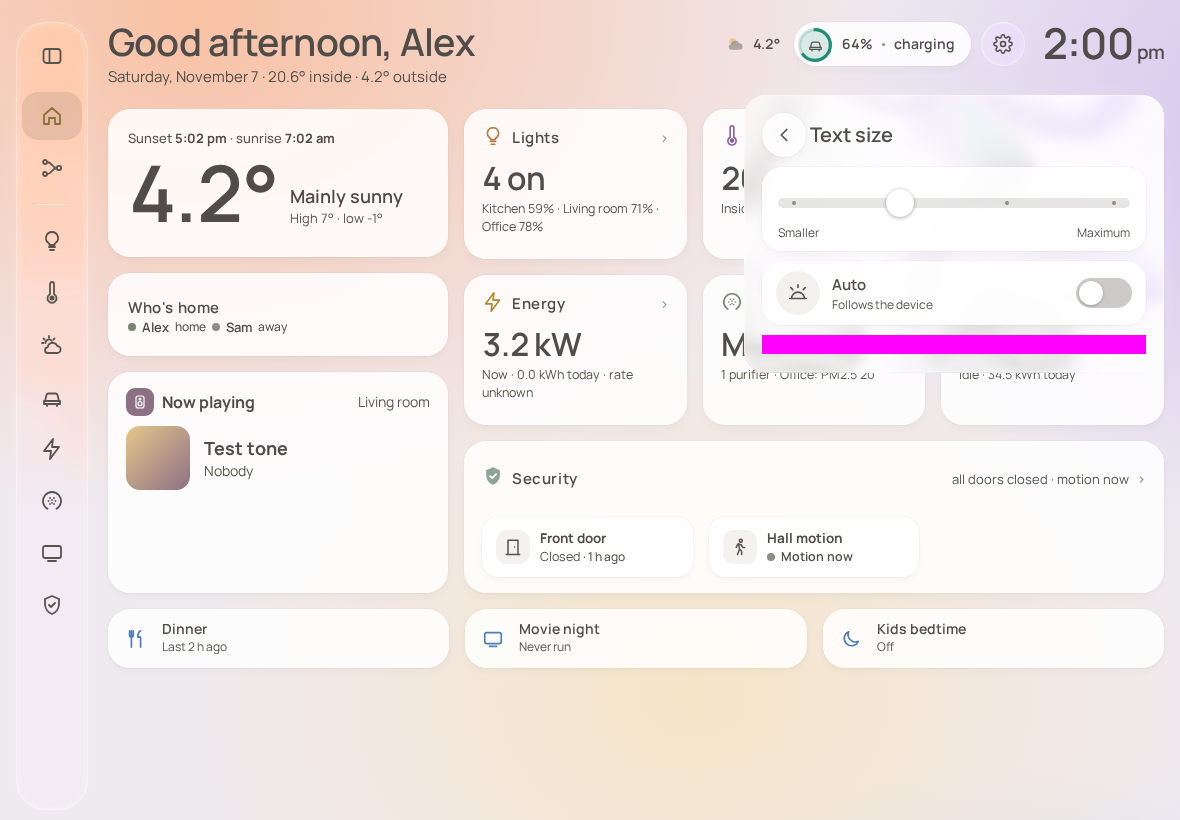 Good afternoon, Alex
Saturday, November 7 · 20.6° inside · 4.2° outside
4.2°
64% · charging
2:00 pm
Sunset 5:02 pm · sunrise 7:02 am
4.2°
Mainly sunny
High 7° · low -1°
Lights
4 on
Kitchen 59% · Living room 71% ·
Office 78%
Text size
Smaller
Maximum
Auto
Follows the device
Who's home
Alex home Sam away
Energy
3.2 kW
Now · 0.0 kWh today · rate
unknown
1 purifier · Office: PM2.5 20
Idle · 34.5 kWh today
Now playing
Living room
Test tone
Nobody
Security
all doors closed · motion now
Front door
Closed · 1 h ago
Hall motion
Motion now
Dinner
Last 2 h ago
Movie night
Never run
Kids bedtime
Off